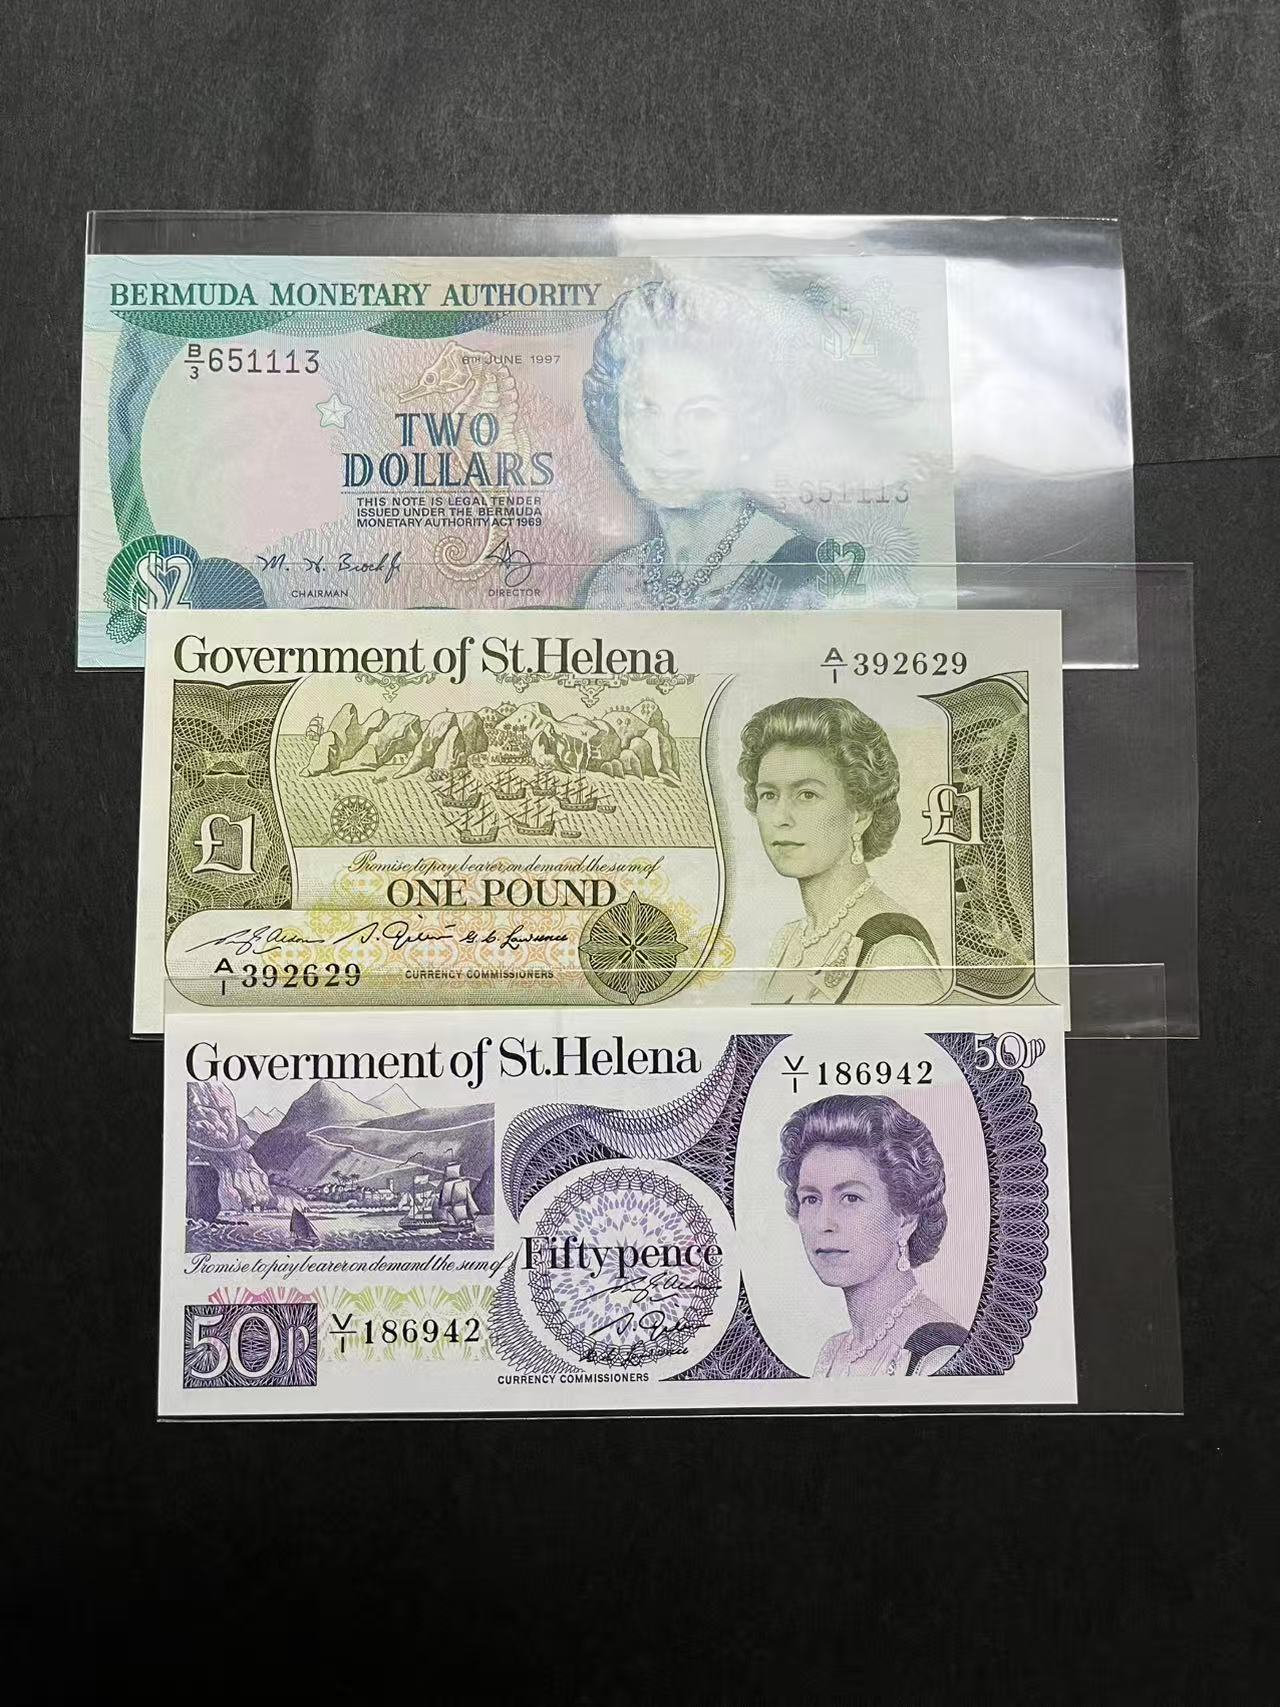 BERMUDA MONETARY AUTHORITY
B/3 651113
6TH JUNE 1997
$2
TWO
DOLLARS
THIS NOTE IS LEGAL TENDER
ISSUED UNDER THE BERMUDA
MONETARY AUTHORITY ACT 1969
651113
M. N. Brock Jr
CHAIRMAN
DIRECTOR
$2
$2
Government of St.Helena
A/1 392629
£1
£1
Promise to pay bearer on demand the sum of
ONE POUND
A/1 392629
CURRENCY COMMISSIONERS
Government of St.Helena
50p
V/1 186942
Promise to pay bearer on demand the sum of
Fifty pence
50p
V/1 186942
CURRENCY COMMISSIONERS